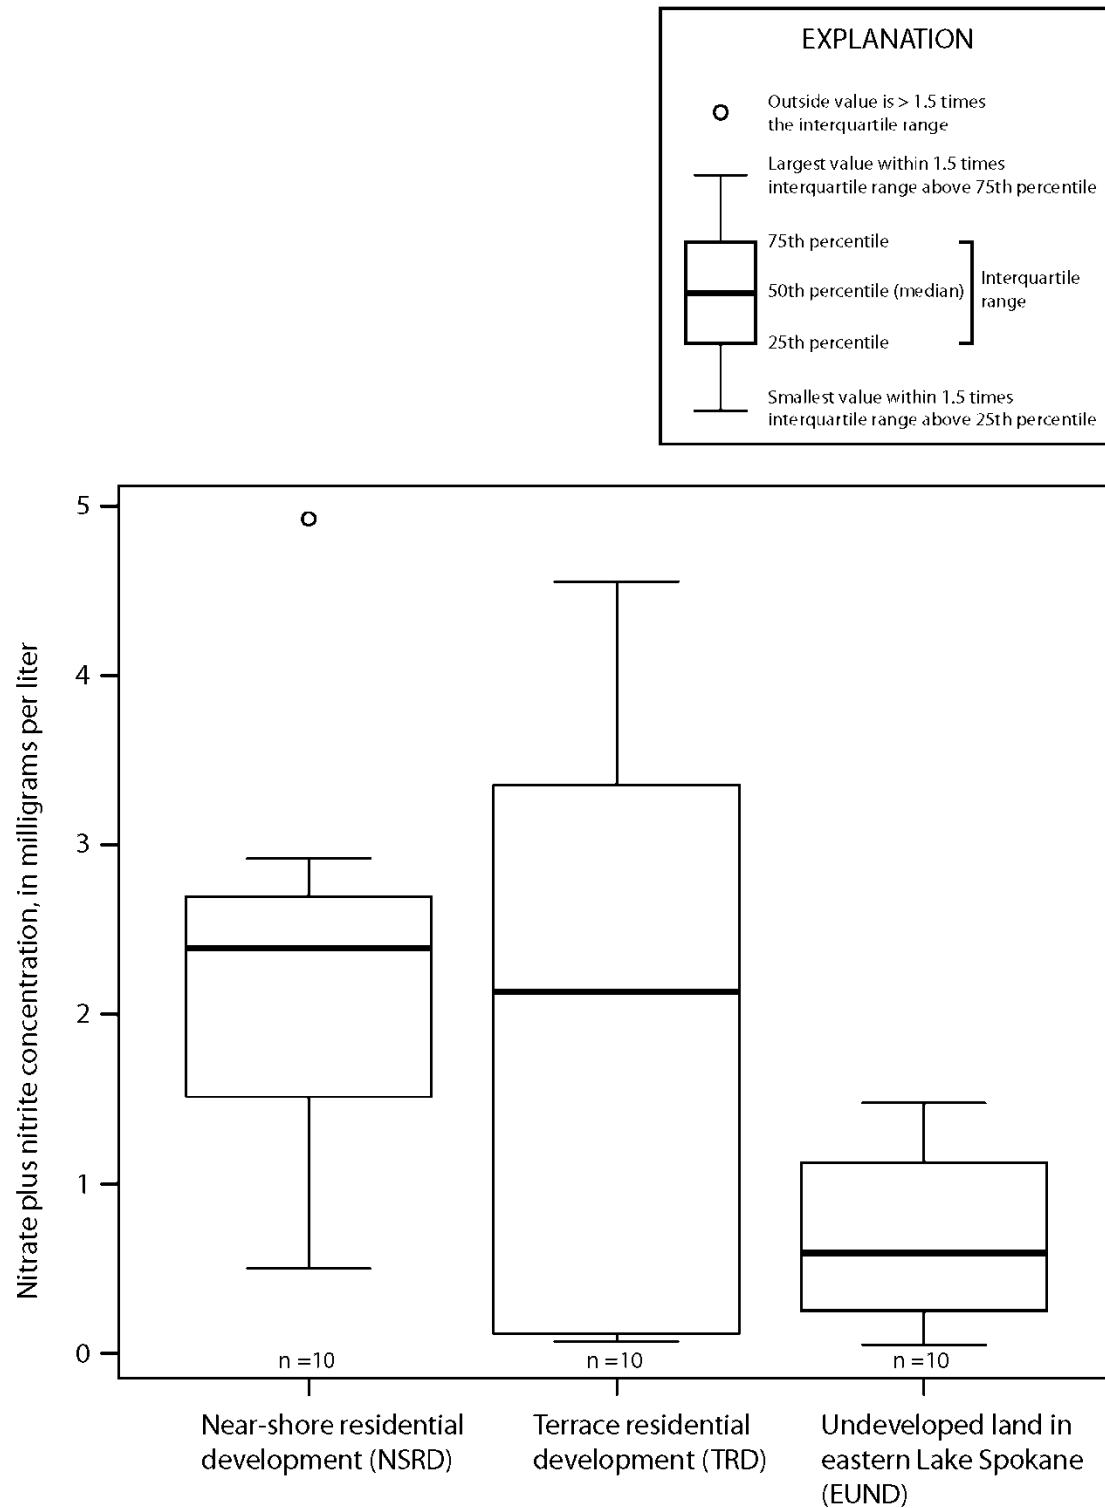 EXPLANATION
Outside value is > 1.5 times
the interquartile range
Largest value within 1.5 times
interquartile range above 75th percentile
75th percentile
50th percentile (median)
Interquartile
range
25th percentile
Smallest value within 1.5 times
interquartile range above 25th percentile
Nitrate plus nitrite concentration, in milligrams per liter
5
4
3
2
1
0
n =10
n =10
n =10
Near-shore residential
development (NSRD)
Terrace residential
development (TRD)
Undeveloped land in
eastern Lake Spokane
(EUND)